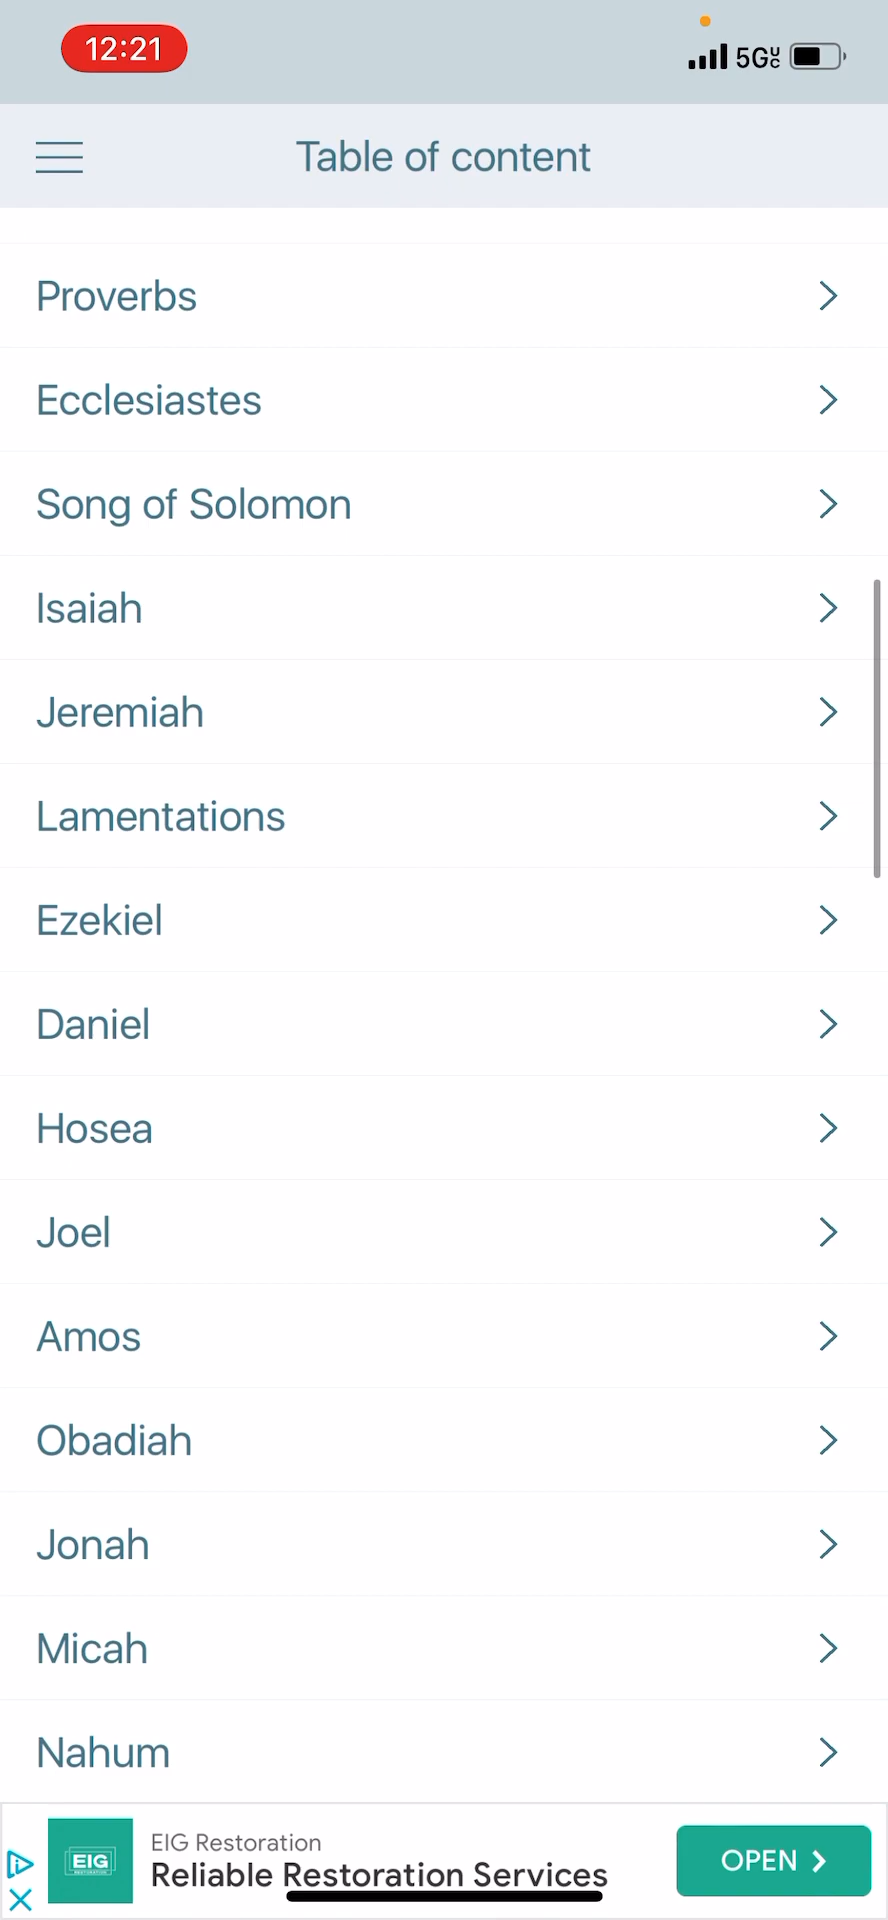 12:21
5GUC
Table of content
Proverbs
Ecclesiastes
Song of Solomon
Isaiah
Jeremiah
Lamentations
Ezekiel
Daniel
Hosea
Joel
Amos
Obadiah
Jonah
Micah
Nahum
EIG
EIG Restoration
Reliable Restoration Services
OPEN